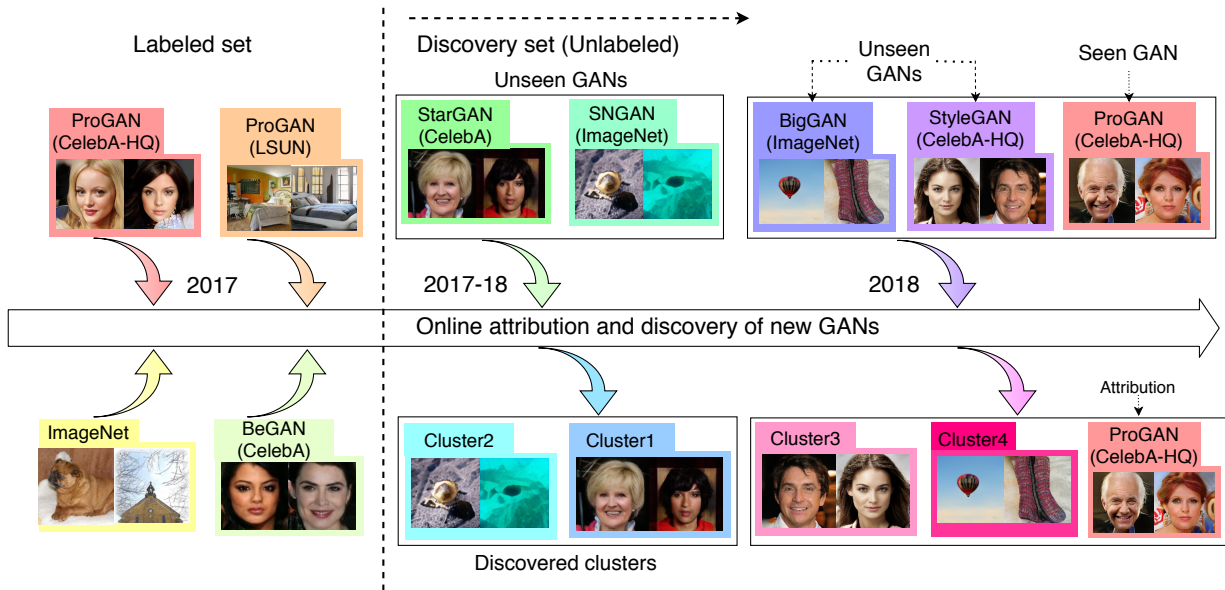 Labeled set
Discovery set (Unlabeled)
Unseen GANs
Unseen
GANs
Seen GAN
ProGAN
(CelebA-HQ)
ProGAN
(LSUN)
StarGAN
(CelebA)
SNGAN
(ImageNet)
BigGAN
(ImageNet)
StyleGAN
(CelebA-HQ)
ProGAN
(CelebA-HQ)
2017
2017-18
2018
Online attribution and discovery of new GANs
Attribution
ImageNet
BeGAN
(CelebA)
Cluster2
Cluster1
Cluster3
Cluster4
ProGAN
(CelebA-HQ)
Discovered clusters